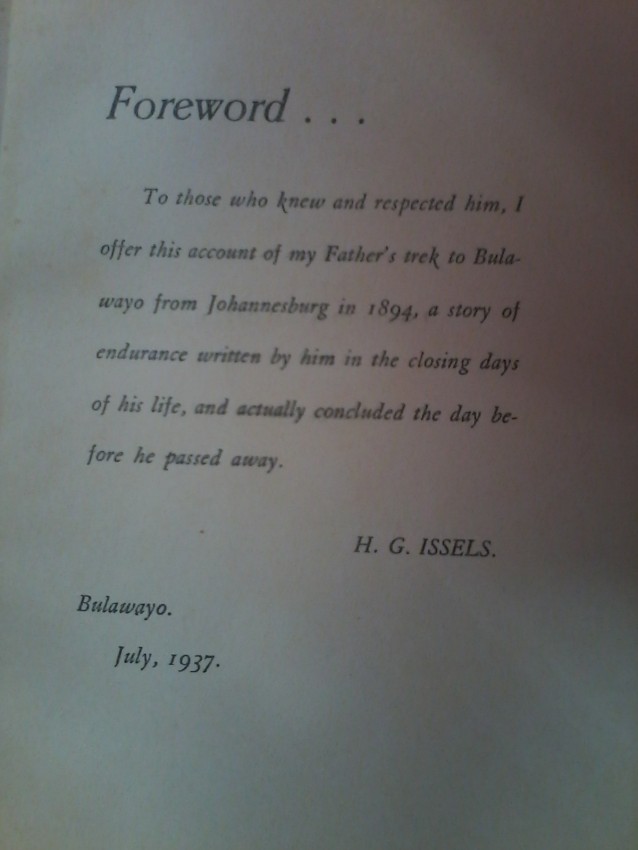 Foreword . . .
To those who knew and respected him, I
offer this account of my Father's trek to Bula-
wayo from Johannesburg in 1894, a story of
endurance written by him in the closing days
of his life, and actually concluded the day be-
fore he passed away.
H. G. ISSELS.
Bulawayo.
July, 1937.